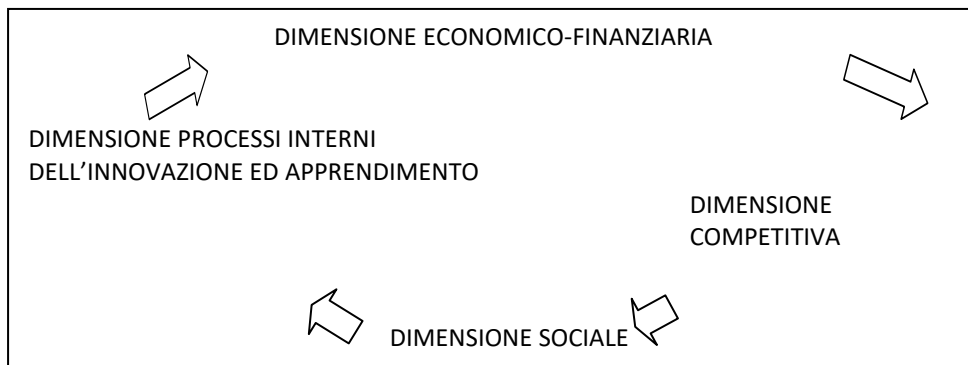 DIMENSIONE ECONOMICO-FINANZIARIA
DIMENSIONE PROCESSI INTERNI
DELL’INNOVAZIONE ED APPRENDIMENTO
DIMENSIONE
COMPETITIVA
DIMENSIONE SOCIALE